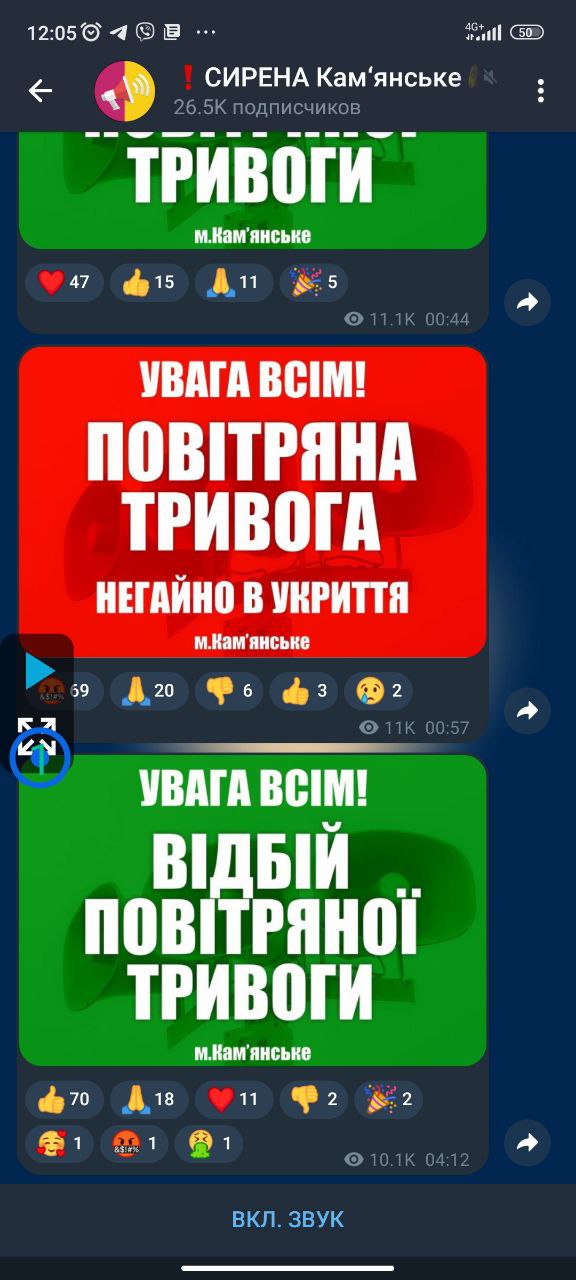 12:05
4G+
50
❗ СИРЕНА Кам‘янське
26.5K подписчиков
ПОВІТРЯНОЇ
ТРИВОГИ
м.Кам'янське
❤️ 47 👍 15 🙏 11 🎉 5
11.1K 00:44
УВАГА ВСІМ!
ПОВІТРЯНА
ТРИВОГА
НЕГАЙНО В УКРИТТЯ
м.Кам'янське
🤬 69 🙏 20 👎 6 👍 3 😢 2
11K 00:57
УВАГА ВСІМ!
ВІДБІЙ
ПОВІТРЯНОЇ
ТРИВОГИ
м.Кам'янське
👍 70 🙏 18 ❤️ 11 👎 2 🎉 2
🥰 1 🤬 1 🤮 1
10.1K 04:12
ВКЛ. ЗВУК